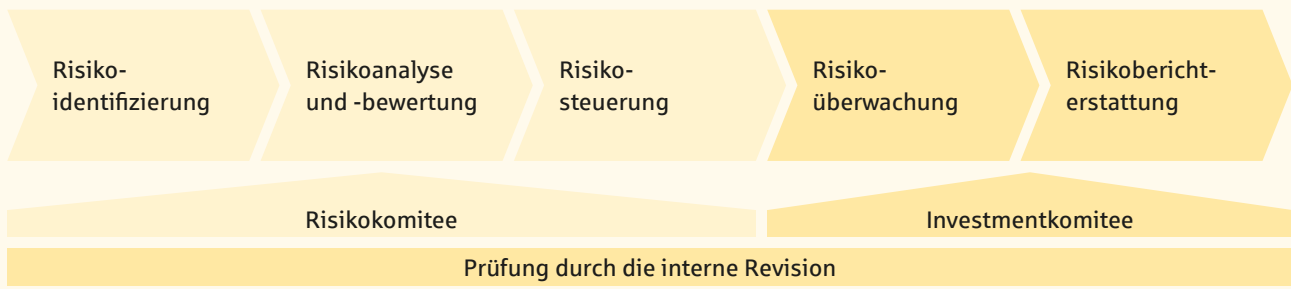 Risiko-
identifizierung
Risikoanalyse
und -bewertung
Risiko-
steuerung
Risiko-
überwachung
Risikobericht-
erstattung
Risikokomitee
Investmentkomitee
Prüfung durch die interne Revision